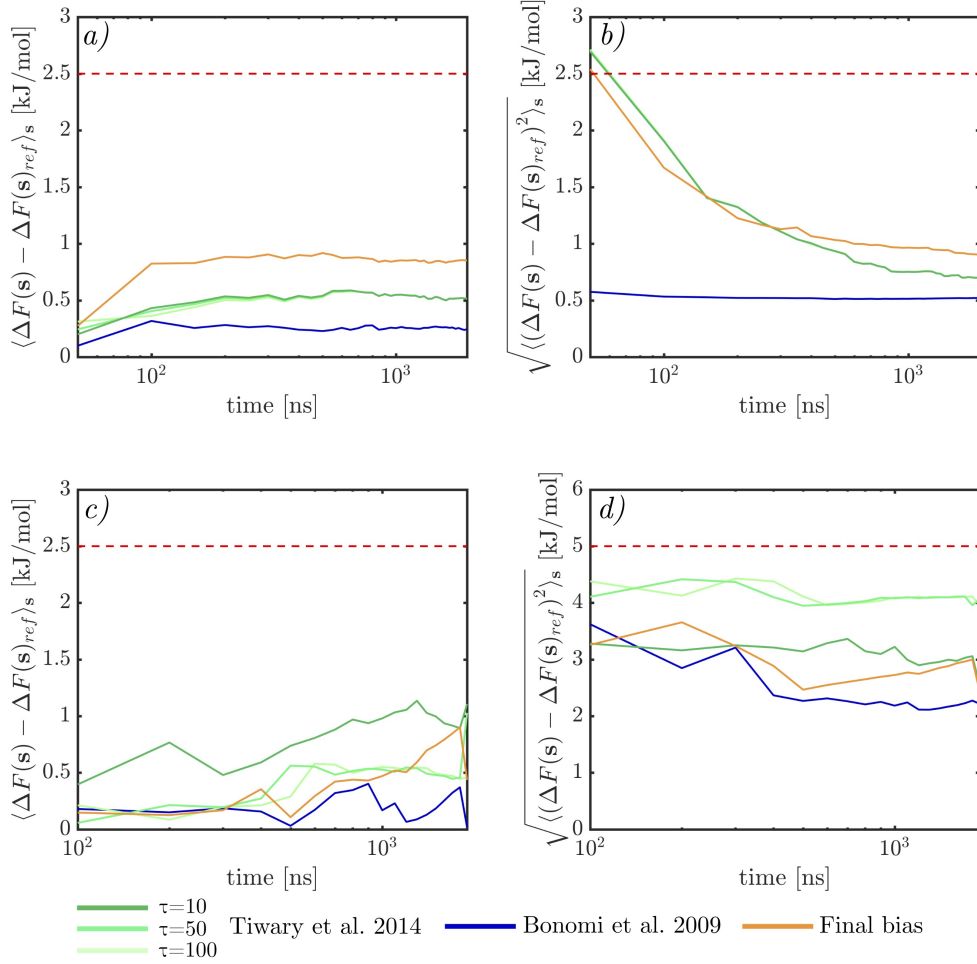 a)
⟨ΔF(s) − ΔF(s)ref⟩s [kJ/mol]
3
2.5
2
1.5
1
0.5
0
10²
10³
time [ns]
b)
√⟨(ΔF(s) − ΔF(s)ref)²⟩s [kJ/mol]
3
2.5
2
1.5
1
0.5
0
10²
10³
time [ns]
c)
⟨ΔF(s) − ΔF(s)ref⟩s [kJ/mol]
3
2.5
2
1.5
1
0.5
0
10²
10³
time [ns]
d)
√⟨(ΔF(s) − ΔF(s)ref)²⟩s [kJ/mol]
6
5
4
3
2
1
0
10²
10³
time [ns]
τ=10
τ=50
τ=100
Tiwary et al. 2014
Bonomi et al. 2009
Final bias